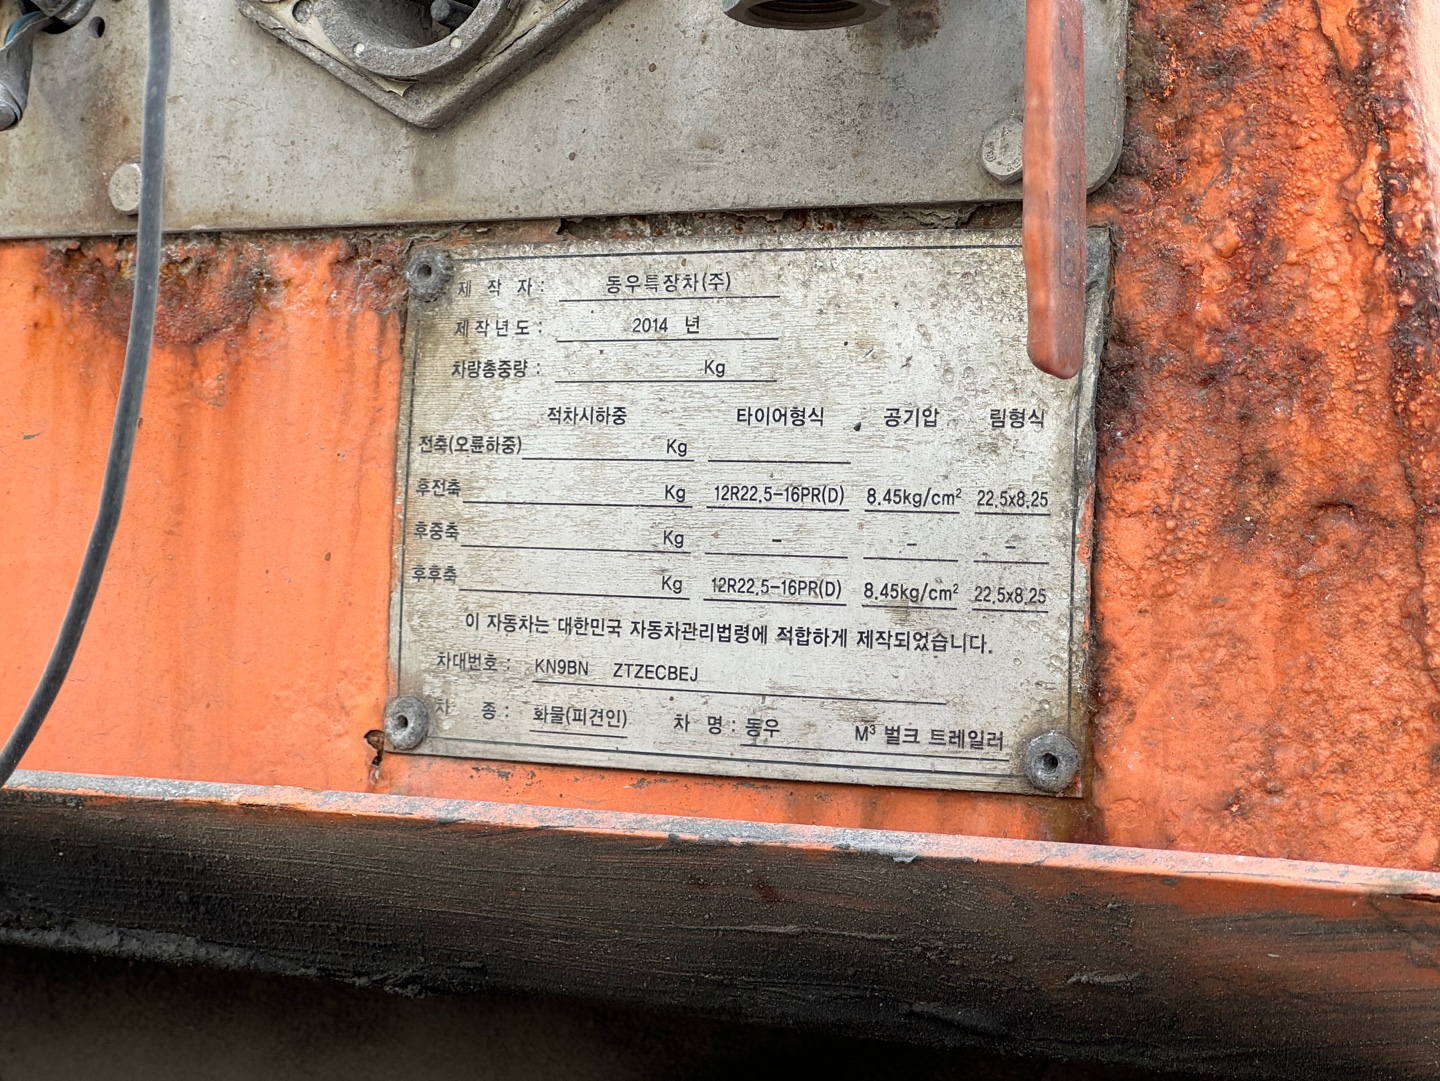 제 작 자 : 동우특장차(주)
제작년도 : 2014 년
차량총중량 : Kg
적차시하중 타이어형식 공기압 림형식
전축(오륜하중) Kg
후전축 Kg 12R22.5-16PR(D) 8.45kg/cm² 22.5x8.25
후중축 Kg - - -
후후축 Kg 12R22.5-16PR(D) 8.45kg/cm² 22.5x8.25
이 자동차는 대한민국 자동차관리법령에 적합하게 제작되었습니다.
차대번호 : KN9BN ZTZECBEJ
차 종 : 화물(피견인) 차 명 : 동우 M³ 벌크 트레일러